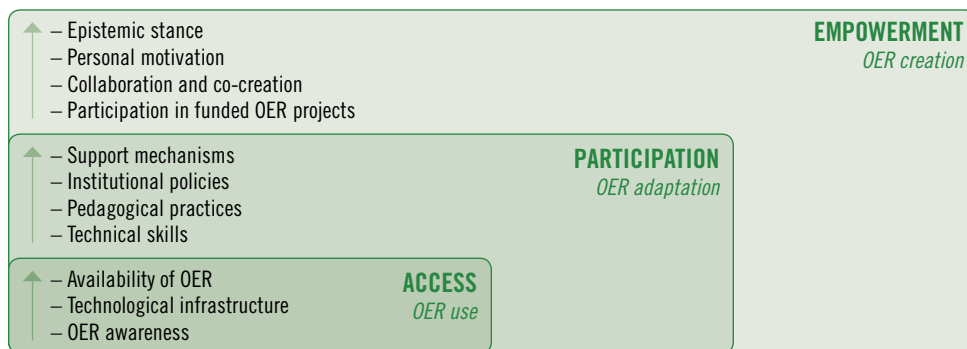 – Epistemic stance
EMPOWERMENT
– Personal motivation
OER creation
– Collaboration and co-creation
– Participation in funded OER projects
– Support mechanisms
PARTICIPATION
– Institutional policies
OER adaptation
– Pedagogical practices
– Technical skills
– Availability of OER
ACCESS
– Technological infrastructure
OER use
– OER awareness